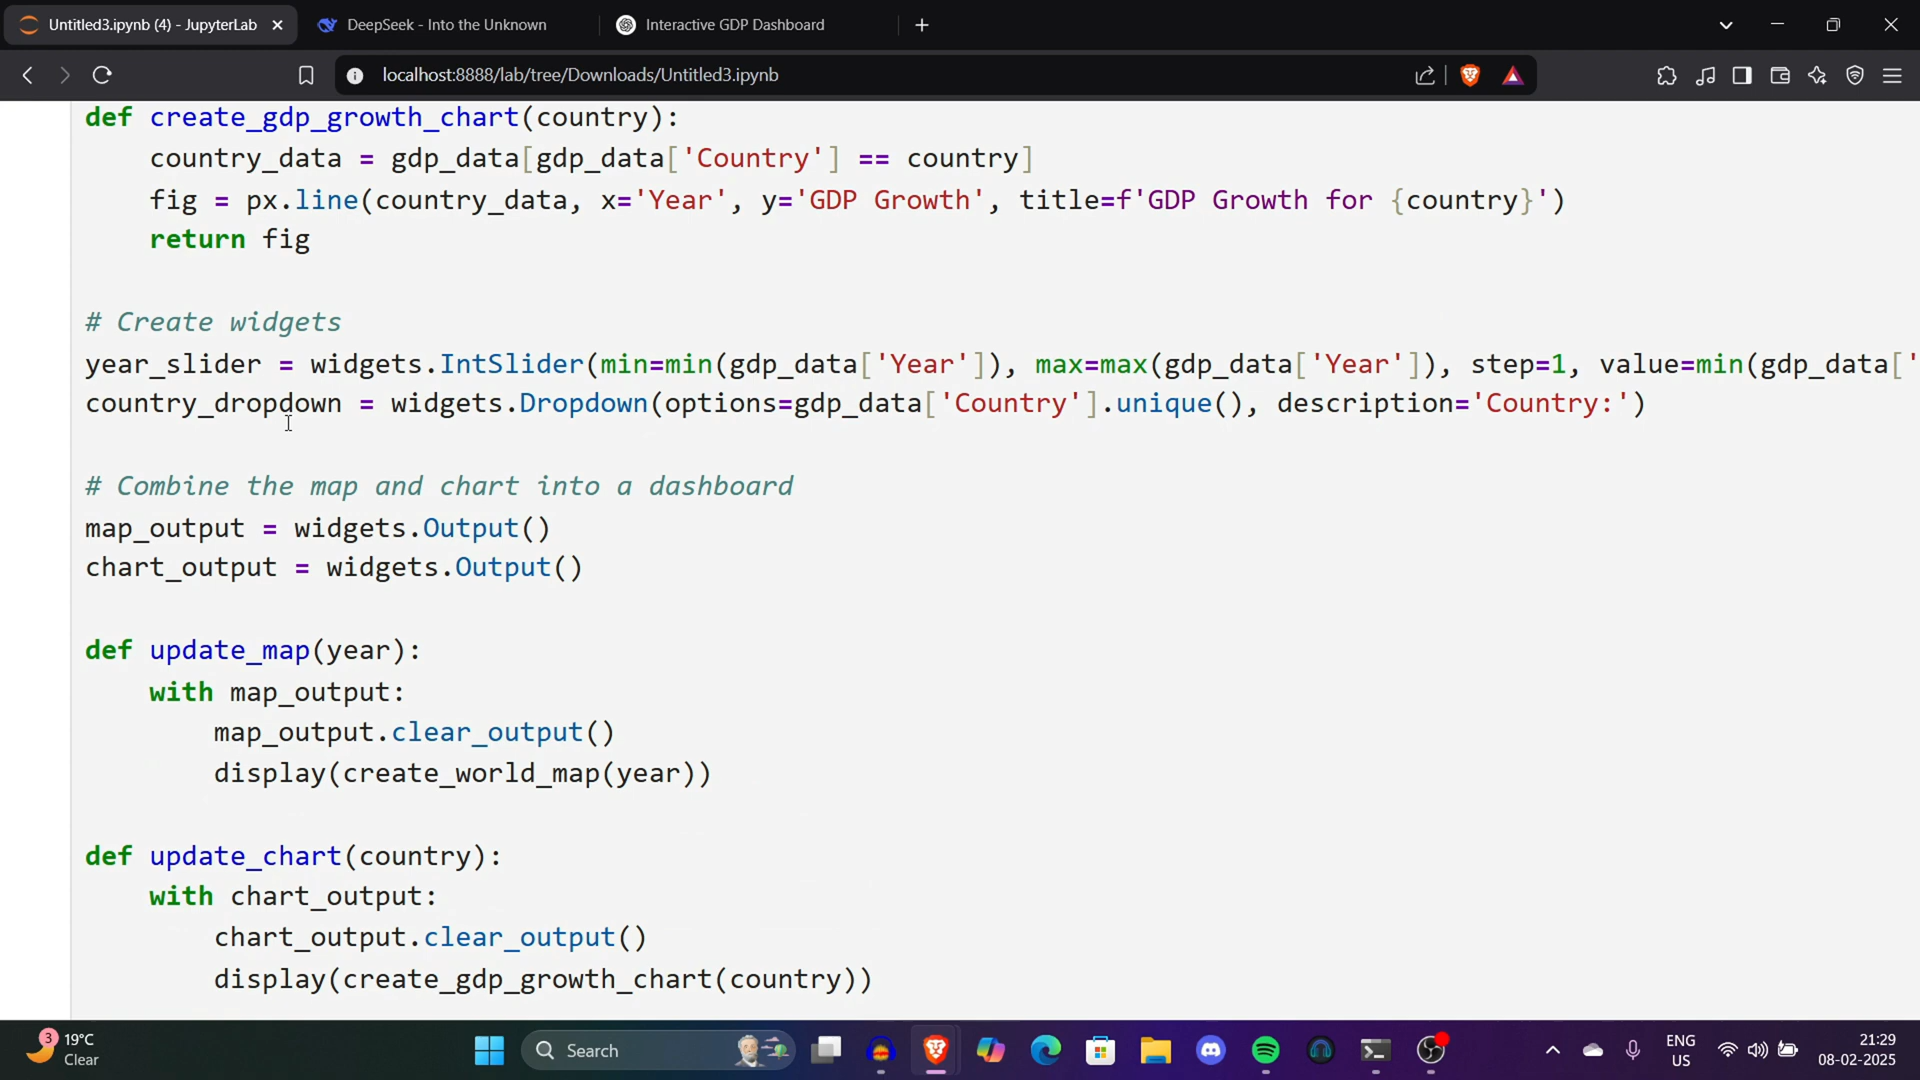 Untitled3.ipynb (4) - JupyterLab
DeepSeek - Into the Unknown
Interactive GDP Dashboard
localhost:8888/lab/tree/Downloads/Untitled3.ipynb
def create_gdp_growth_chart(country):
country_data = gdp_data[gdp_data['Country'] == country]
fig = px.line(country_data, x='Year', y='GDP Growth', title=f'GDP Growth for {country}')
return fig
# Create widgets
year_slider = widgets.IntSlider(min=min(gdp_data['Year']), max=max(gdp_data['Year']), step=1, value=min(gdp_data['
country_dropdown = widgets.Dropdown(options=gdp_data['Country'].unique(), description='Country:')
# Combine the map and chart into a dashboard
map_output = widgets.Output()
chart_output = widgets.Output()
def update_map(year):
with map_output:
map_output.clear_output()
display(create_world_map(year))
def update_chart(country):
with chart_output:
chart_output.clear_output()
display(create_gdp_growth_chart(country))
3
19°C
Clear
Search
ENG
US
21:29
08-02-2025